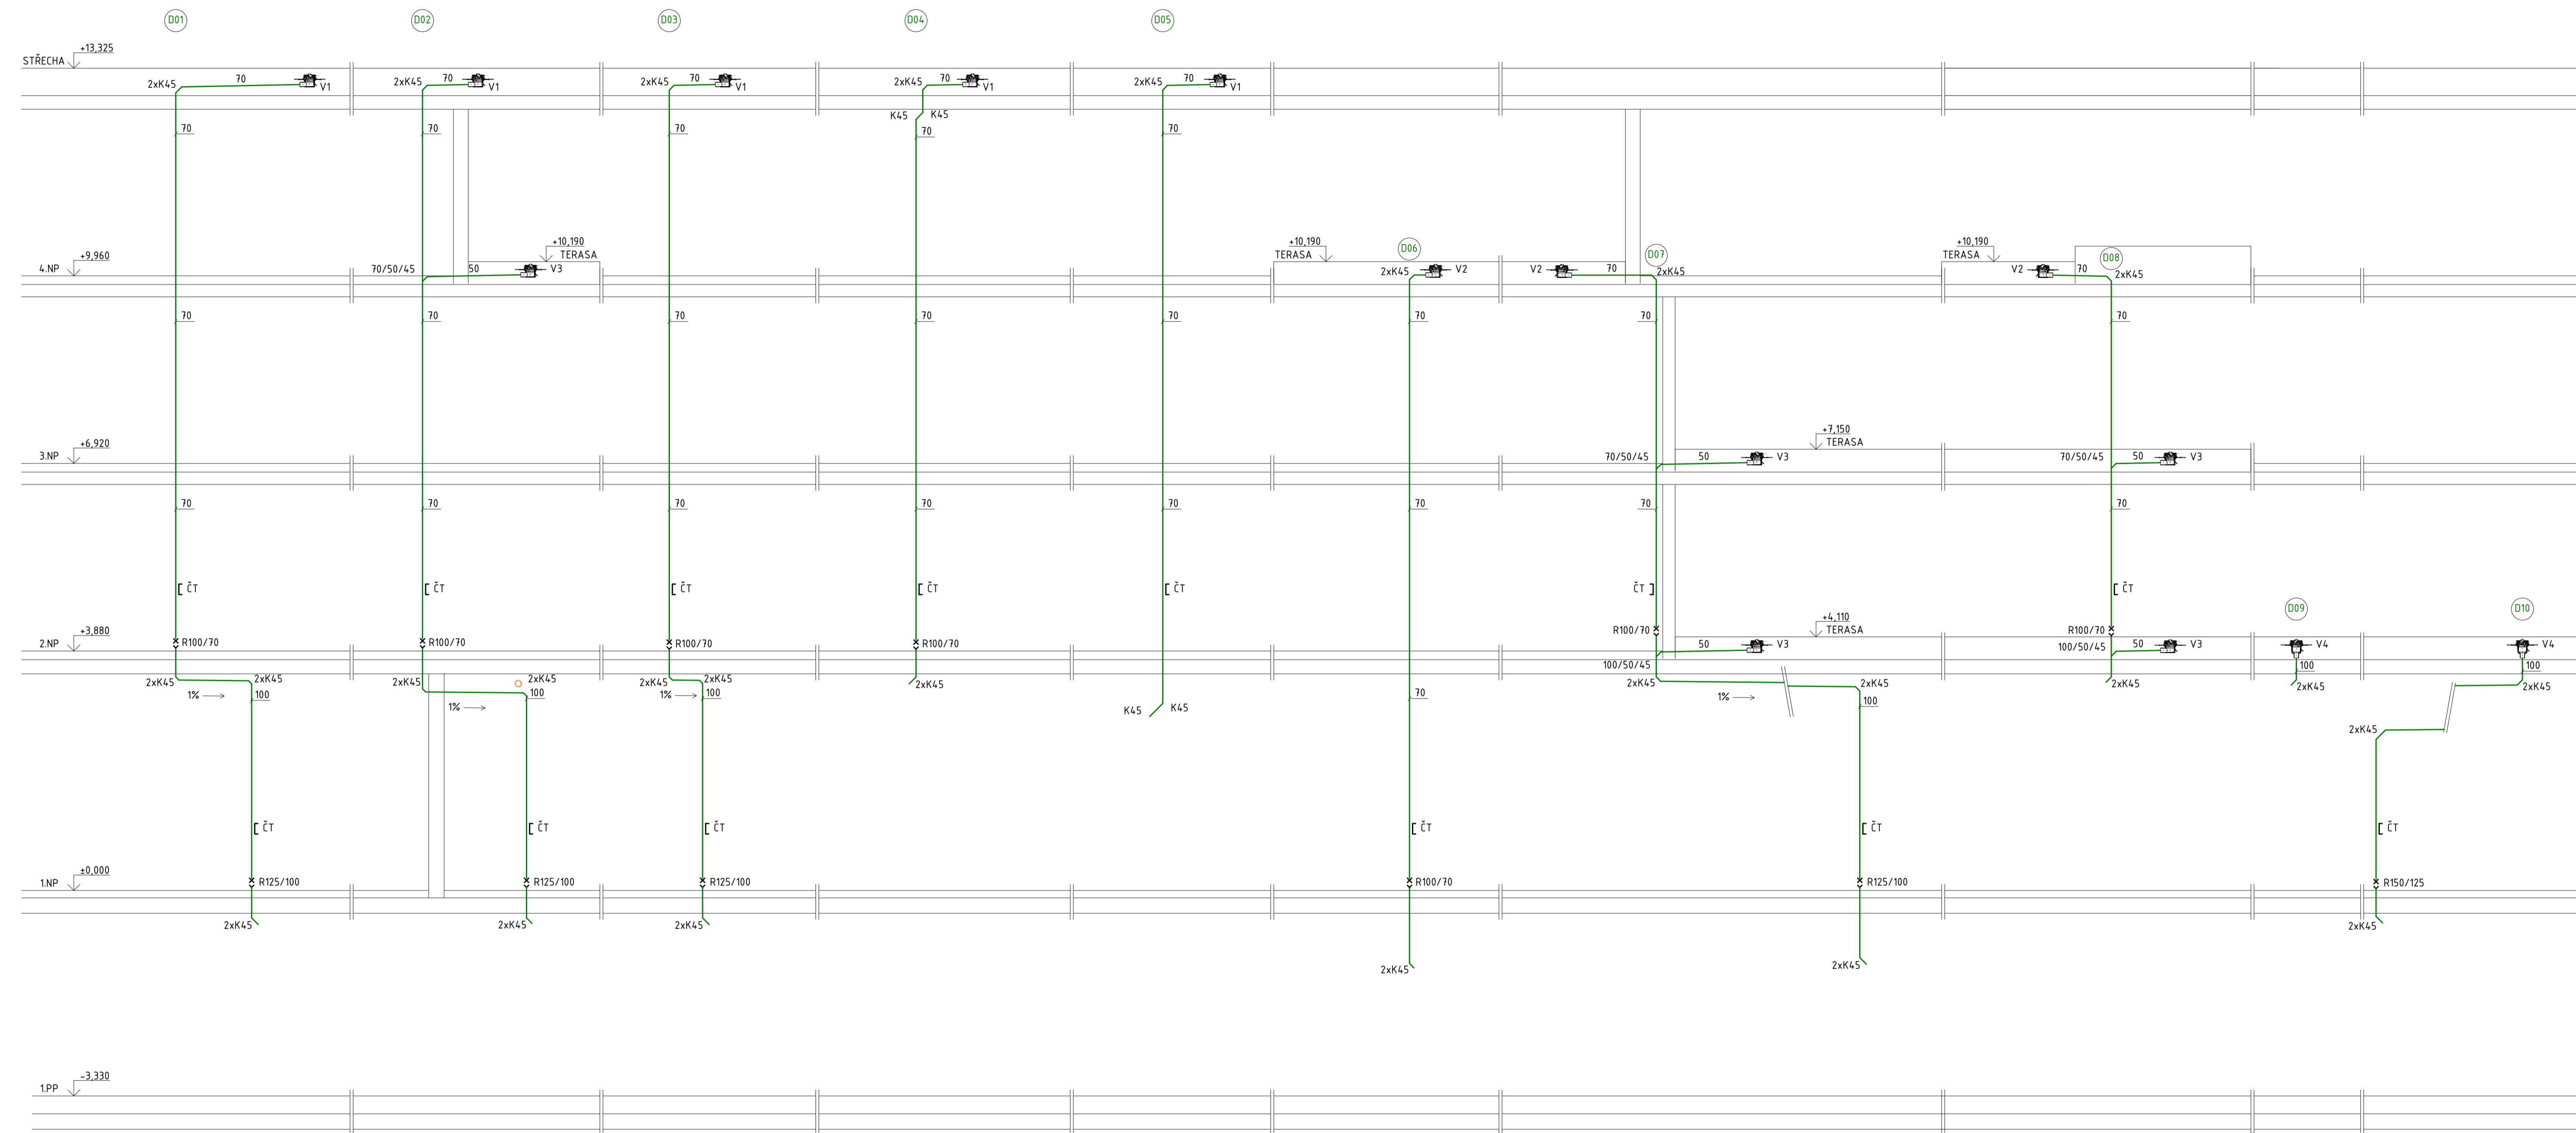 D01
D02
D03
D04
D05
STŘECHA
+13,325
2xK45
70
V1
2xK45
70
V1
2xK45
70
V1
2xK45
70
V1
2xK45
70
V1
K45
K45
70
70
70
70
70
4.NP
+9,960
70/50/45
50
V3
+10,190
TERASA
+10,190
TERASA
D06
2xK45
V2
V2
70
D07
2xK45
+10,190
TERASA
V2
70
D08
2xK45
70
70
70
70
70
70
70
70
3.NP
+6,920
70/50/45
50
V3
+7,150
TERASA
70/50/45
50
V3
70
70
70
70
70
70
70
70
ČT
ČT
ČT
ČT
ČT
ČT
ČT
D09
D10
2.NP
+3,880
R100/70
R100/70
R100/70
R100/70
R100/70
50
V3
+4,110
TERASA
R100/70
100/50/45
50
V3
V4
V4
100/50/45
100
100
2xK45
2xK45
1%
100
2xK45
2xK45
1%
100
2xK45
2xK45
1%
100
2xK45
K45
K45
70
2xK45
1%
2xK45
100
2xK45
2xK45
2xK45
2xK45
ČT
ČT
ČT
ČT
ČT
ČT
1.NP
±0,000
R125/100
R125/100
R125/100
R100/70
R125/100
R150/125
2xK45
2xK45
2xK45
2xK45
2xK45
2xK45
1.PP
-3,330